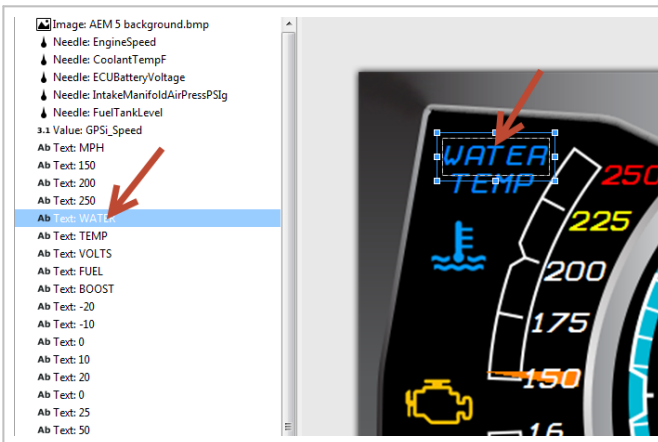 Image: AEM 5 background.bmp
Needle: EngineSpeed
Needle: CoolantTempF
Needle: ECUBatteryVoltage
Needle: IntakeManifoldAirPressPSIg
Needle: FuelTankLevel
3.1 Value: GPSi_Speed
Ab Text: MPH
Ab Text: 150
Ab Text: 200
Ab Text: 250
Ab Text: WATER
Ab Text: TEMP
Ab Text: VOLTS
Ab Text: FUEL
Ab Text: BOOST
Ab Text: -20
Ab Text: -10
Ab Text: 0
Ab Text: 10
Ab Text: 20
Ab Text: 0
Ab Text: 25
Ab Text: 50
WATER
TEMP
250
225
200
175
150
16